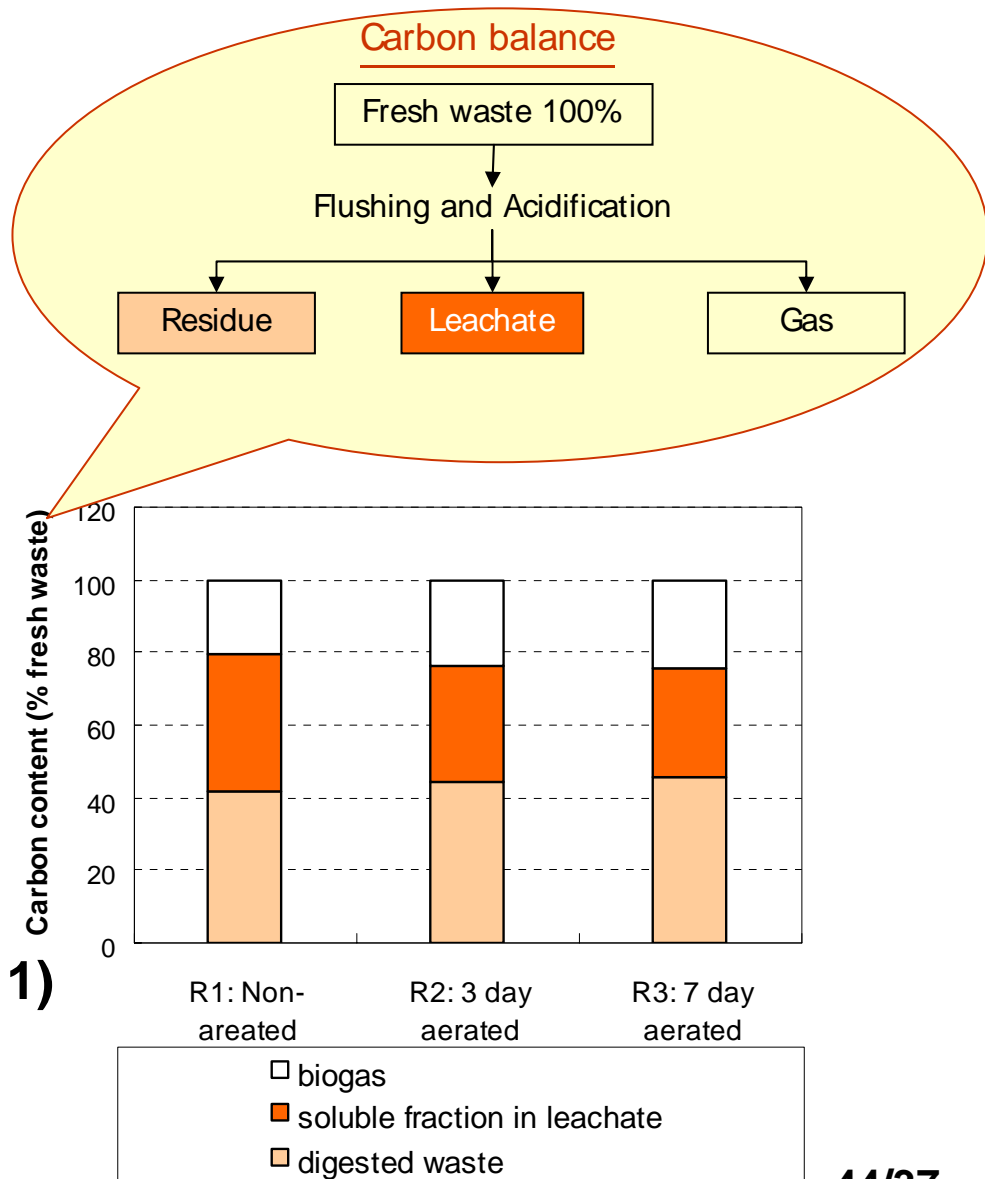 Carbon balance
Fresh waste 100%
Flushing and Acidification
Residue
Leachate
Gas
Carbon content (% fresh waste)
120
100
80
60
40
20
0
1)
R1: Non-
areated
R2: 3 day
aerated
R3: 7 day
aerated
biogas
soluble fraction in leachate
digested waste